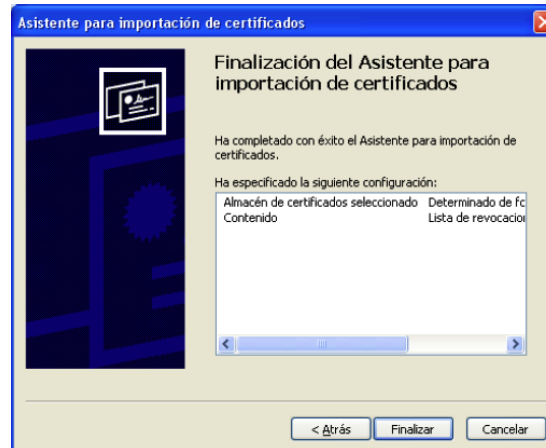 Asistente para importación de certificados
Finalización del Asistente para
importación de certificados
Ha completado con éxito el Asistente para importación de
certificados.
Ha especificado la siguiente configuración:
Almacén de certificados seleccionado Determinado de fo
Contenido Lista de revocacion
< Atrás Finalizar Cancelar